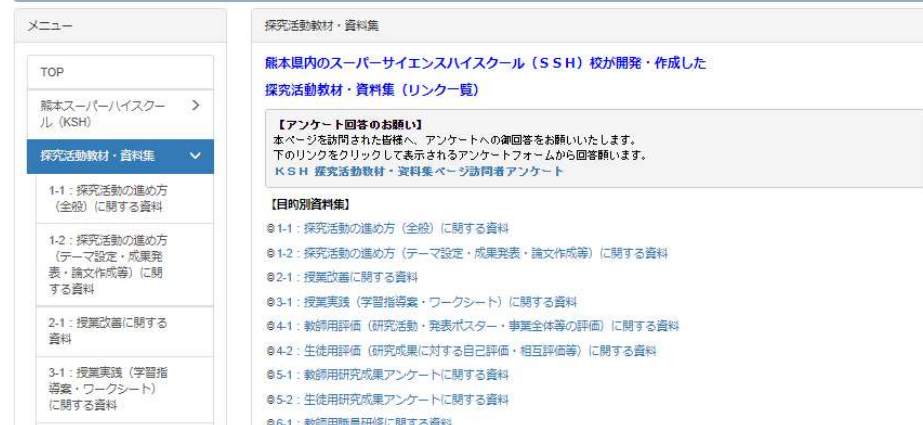 メニュー
TOP
熊本スーパーハイスクー
ル（KSH）
探究活動教材・資料集
1-1：探究活動の進め方
（全般）に関する資料
1-2：探究活動の進め方
（テーマ設定・成果発
表・論文作成等）に関
する資料
2-1：授業改善に関する
資料
3-1：授業実践（学習指
導案・ワークシート）
に関する資料
探究活動教材・資料集
熊本県内のスーパーサイエンスハイスクール（ＳＳＨ）校が開発・作成した
探究活動教材・資料集（リンク一覧）
【アンケート回答のお願い】
本ページを訪問された皆様へ、アンケートへの御回答をお願いいたします。
下のリンクをクリックして表示されるアンケートフォームから回答願います。
ＫＳＨ 探究活動教材・資料集ページ訪問者アンケート
【目的別資料集】
◎1-1：探究活動の進め方（全般）に関する資料
◎1-2：探究活動の進め方（テーマ設定・成果発表・論文作成等）に関する資料
◎2-1：授業改善に関する資料
◎3-1：授業実践（学習指導案・ワークシート）に関する資料
◎4-1：教師用評価（研究活動・発表ポスター・事業全体等の評価）に関する資料
◎4-2：生徒用評価（研究成果に対する自己評価・相互評価等）に関する資料
◎5-1：教師用研究成果アンケートに関する資料
◎5-2：生徒用研究成果アンケートに関する資料
◎6-1：教師用職員研修に関する資料